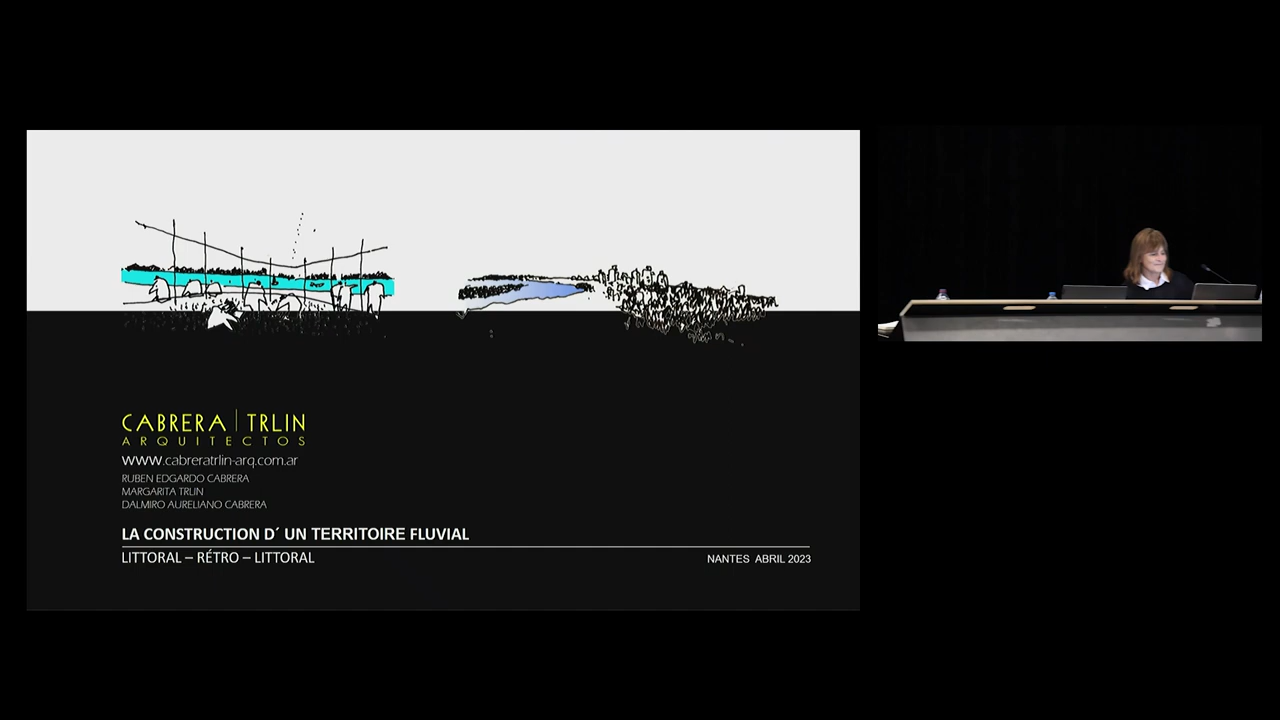 CABRERA | TRLIN
ARQUITECTOS
WWW.cabreratrlin-arq.com.ar
RUBEN EDGARDO CABRERA
MARGARITA TRLIN
DALMIRO AURELIANO CABRERA
LA CONSTRUCTION D´ UN TERRITOIRE FLUVIAL
LITTORAL – RÉTRO – LITTORAL
NANTES ABRIL 2023